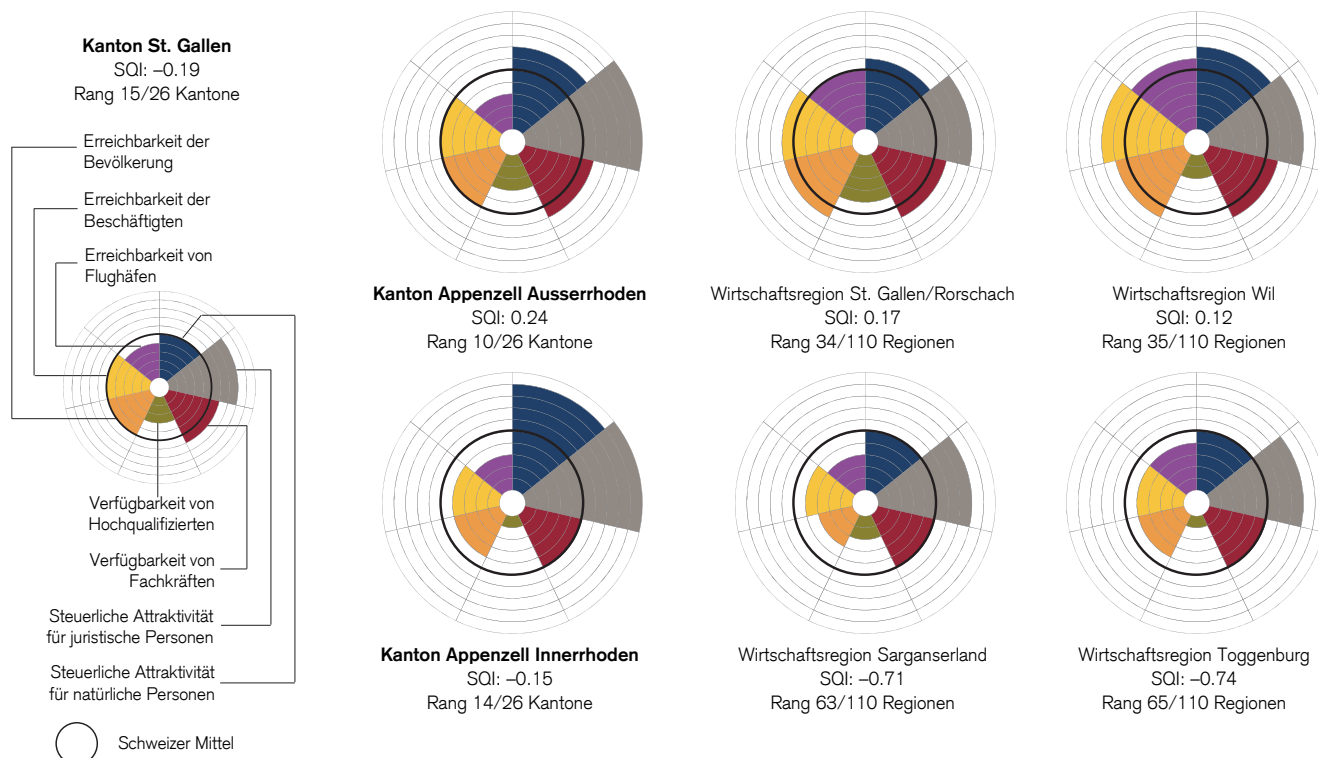 Kanton St. Gallen
SQI: –0.19
Rang 15/26 Kantone
Erreichbarkeit der
Bevölkerung
Erreichbarkeit der
Beschäftigten
Erreichbarkeit von
Flughäfen
Verfügbarkeit von
Hochqualifizierten
Verfügbarkeit von
Fachkräften
Steuerliche Attraktivität
für juristische Personen
Steuerliche Attraktivität
für natürliche Personen
Schweizer Mittel
Kanton Appenzell Ausserrhoden
SQI: 0.24
Rang 10/26 Kantone
Wirtschaftsregion St. Gallen/Rorschach
SQI: 0.17
Rang 34/110 Regionen
Wirtschaftsregion Wil
SQI: 0.12
Rang 35/110 Regionen
Kanton Appenzell Innerrhoden
SQI: –0.15
Rang 14/26 Kantone
Wirtschaftsregion Sarganserland
SQI: –0.71
Rang 63/110 Regionen
Wirtschaftsregion Toggenburg
SQI: –0.74
Rang 65/110 Regionen